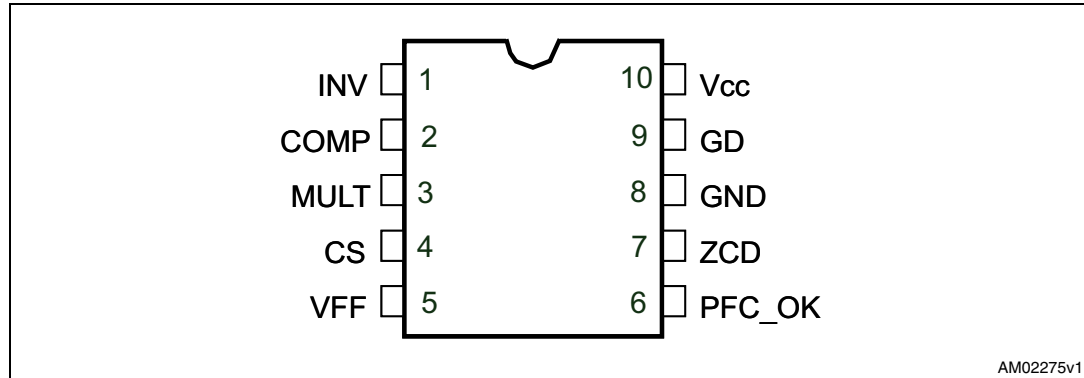 INV 1 10 Vcc
COMP 2 9 GD
MULT 3 8 GND
CS 4 7 ZCD
VFF 5 6 PFC_OK
AM02275v1